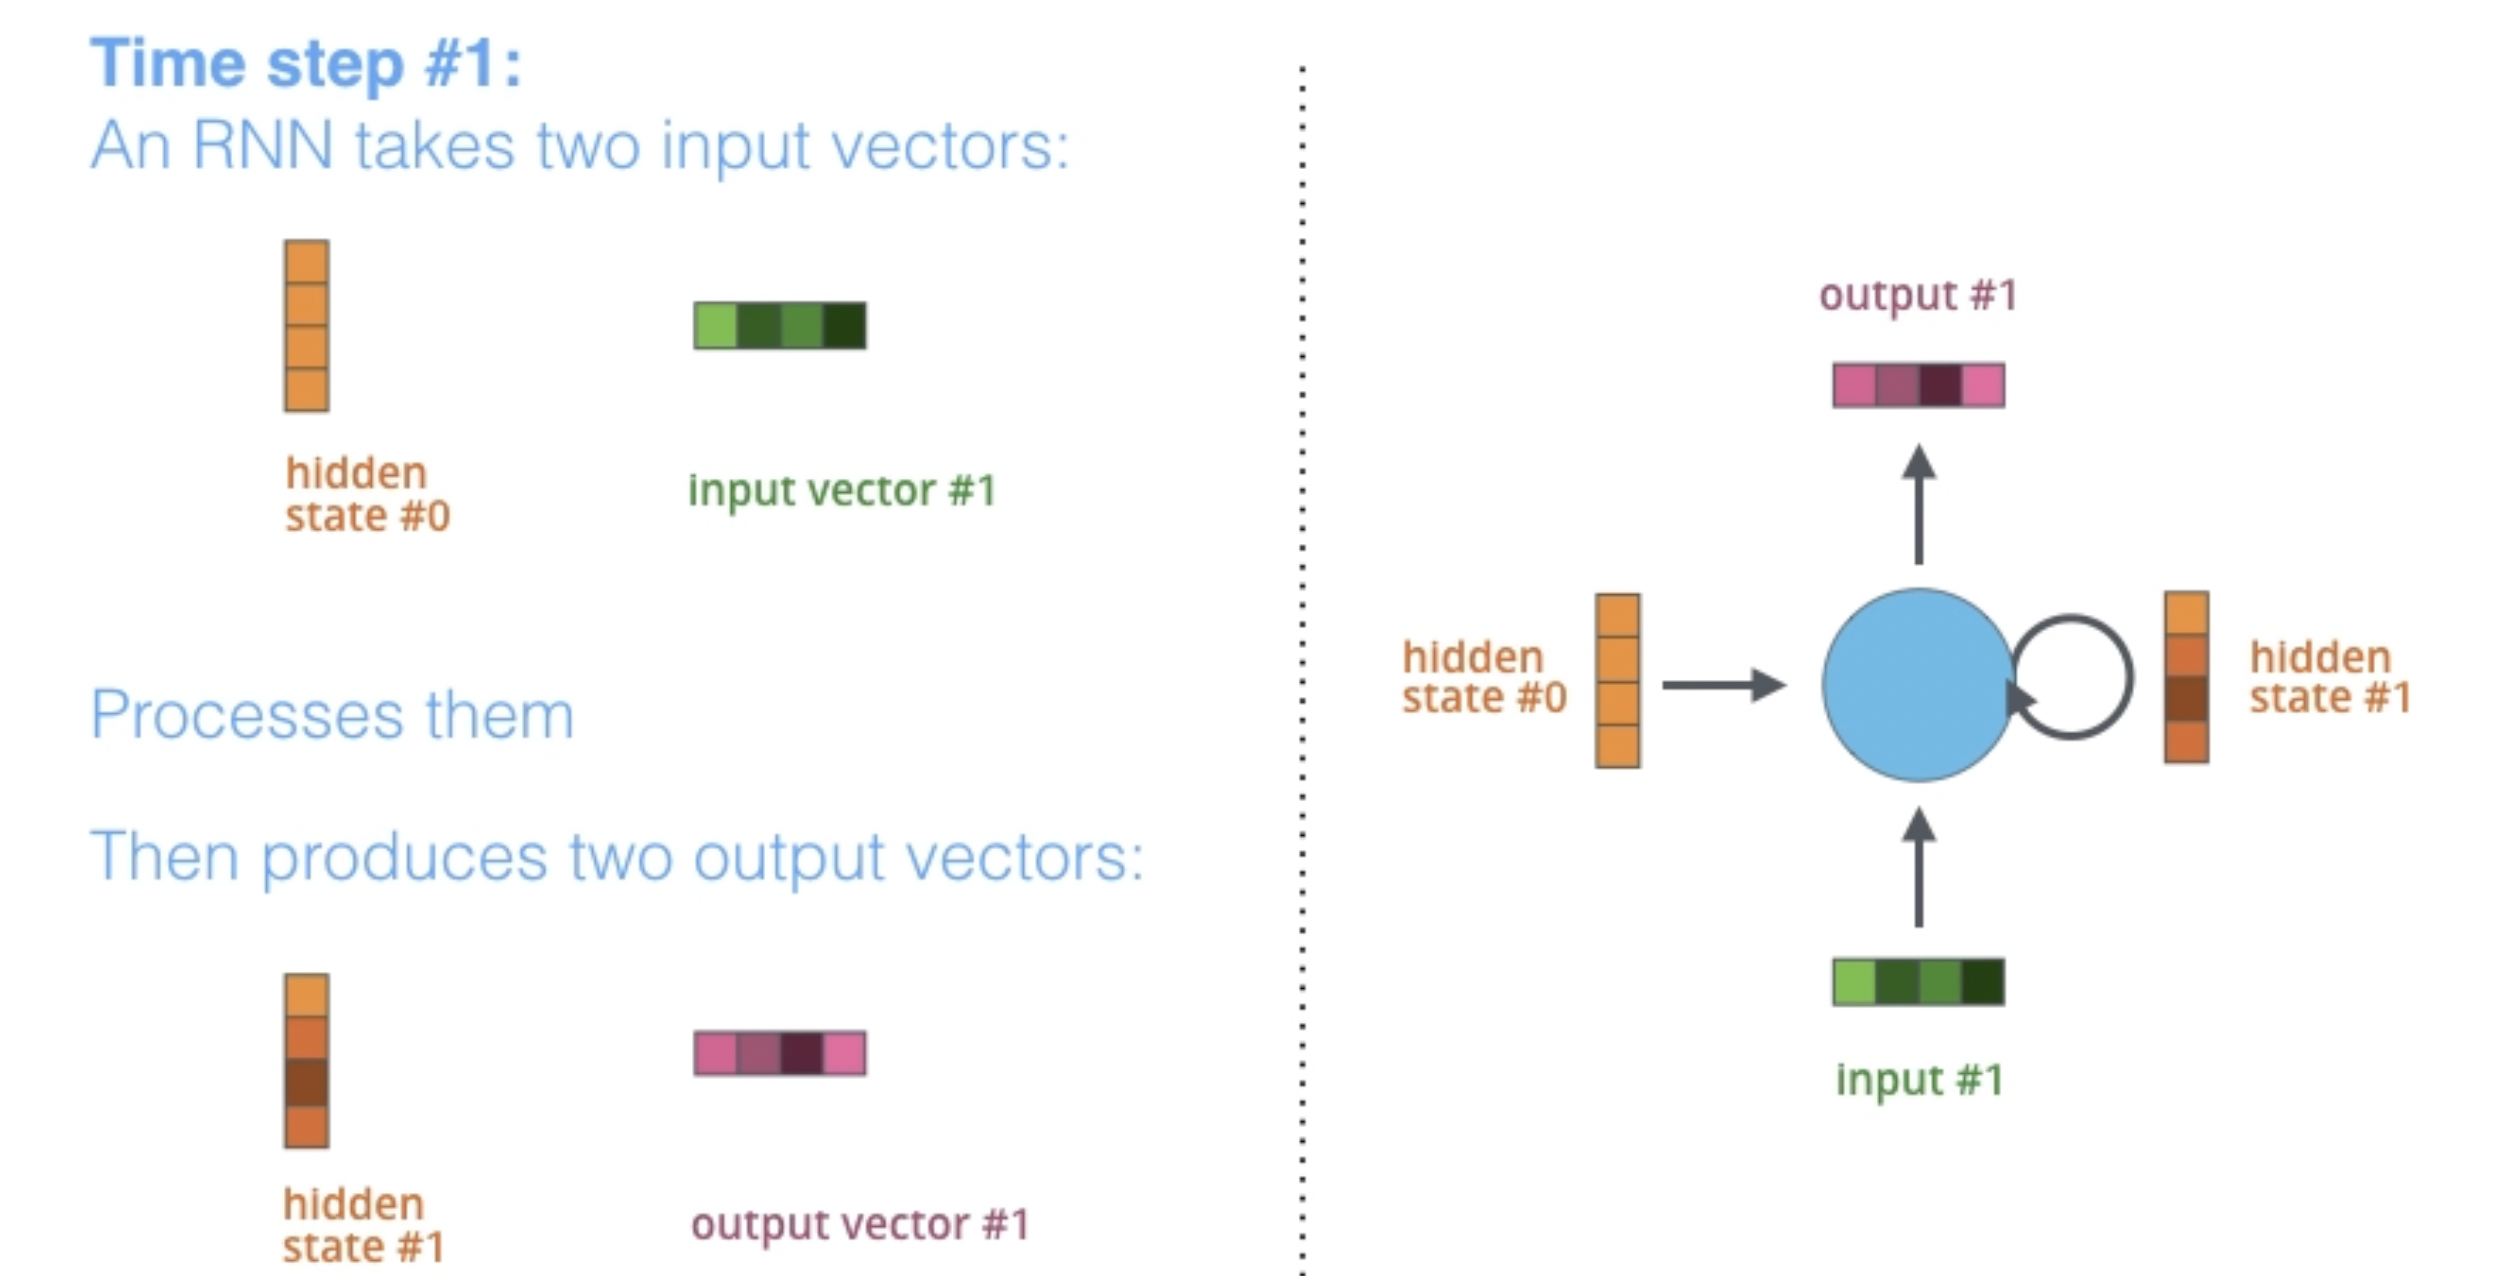 Time step #1:
An RNN takes two input vectors:
hidden
state #0
input vector #1
Processes them
Then produces two output vectors:
hidden
state #1
output vector #1
output #1
hidden
state #0
hidden
state #1
input #1